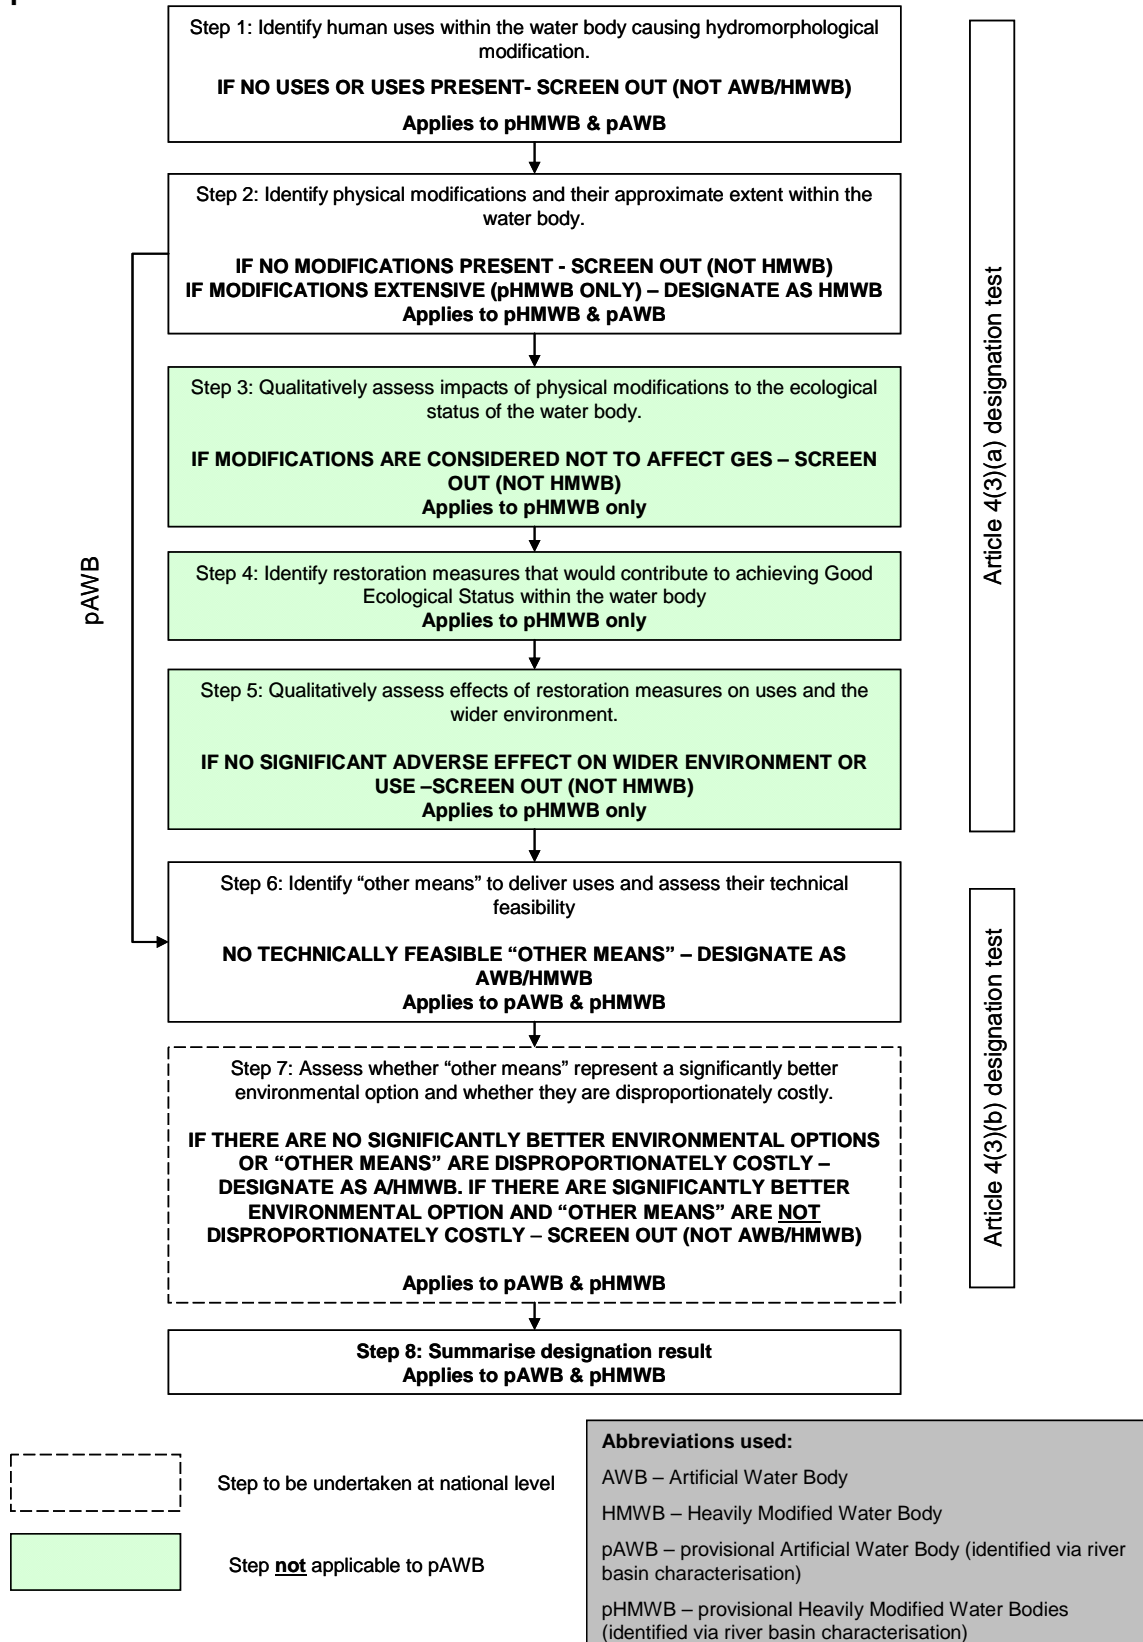 Step 1: Identify human uses within the water body causing hydromorphological
modification.
IF NO USES OR USES PRESENT- SCREEN OUT (NOT AWB/HMWB)
Applies to pHMWB & pAWB
Step 2: Identify physical modifications and their approximate extent within the
water body.
IF NO MODIFICATIONS PRESENT - SCREEN OUT (NOT HMWB)
IF MODIFICATIONS EXTENSIVE (pHMWB ONLY) – DESIGNATE AS HMWB
Applies to pHMWB & pAWB
Step 3: Qualitatively assess impacts of physical modifications to the ecological
status of the water body.
IF MODIFICATIONS ARE CONSIDERED NOT TO AFFECT GES – SCREEN
OUT (NOT HMWB)
Applies to pHMWB only
Step 4: Identify restoration measures that would contribute to achieving Good
Ecological Status within the water body
Applies to pHMWB only
Step 5: Qualitatively assess effects of restoration measures on uses and the
wider environment.
IF NO SIGNIFICANT ADVERSE EFFECT ON WIDER ENVIRONMENT OR
USE –SCREEN OUT (NOT HMWB)
Applies to pHMWB only
Article 4(3)(a) designation test
pAWB
Step 6: Identify “other means” to deliver uses and assess their technical
feasibility
NO TECHNICALLY FEASIBLE “OTHER MEANS” – DESIGNATE AS
AWB/HMWB
Applies to pAWB & pHMWB
Step 7: Assess whether “other means” represent a significantly better
environmental option and whether they are disproportionately costly.
IF THERE ARE NO SIGNIFICANTLY BETTER ENVIRONMENTAL OPTIONS
OR “OTHER MEANS” ARE DISPROPORTIONATELY COSTLY –
DESIGNATE AS A/HMWB. IF THERE ARE SIGNIFICANTLY BETTER
ENVIRONMENTAL OPTION AND “OTHER MEANS” ARE NOT
DISPROPORTIONATELY COSTLY – SCREEN OUT (NOT AWB/HMWB)
Applies to pAWB & pHMWB
Article 4(3)(b) designation test
Step 8: Summarise designation result
Applies to pAWB & pHMWB
Step to be undertaken at national level
Step not applicable to pAWB
Abbreviations used:
AWB – Artificial Water Body
HMWB – Heavily Modified Water Body
pAWB – provisional Artificial Water Body (identified via river
basin characterisation)
pHMWB – provisional Heavily Modified Water Bodies
(identified via river basin characterisation)